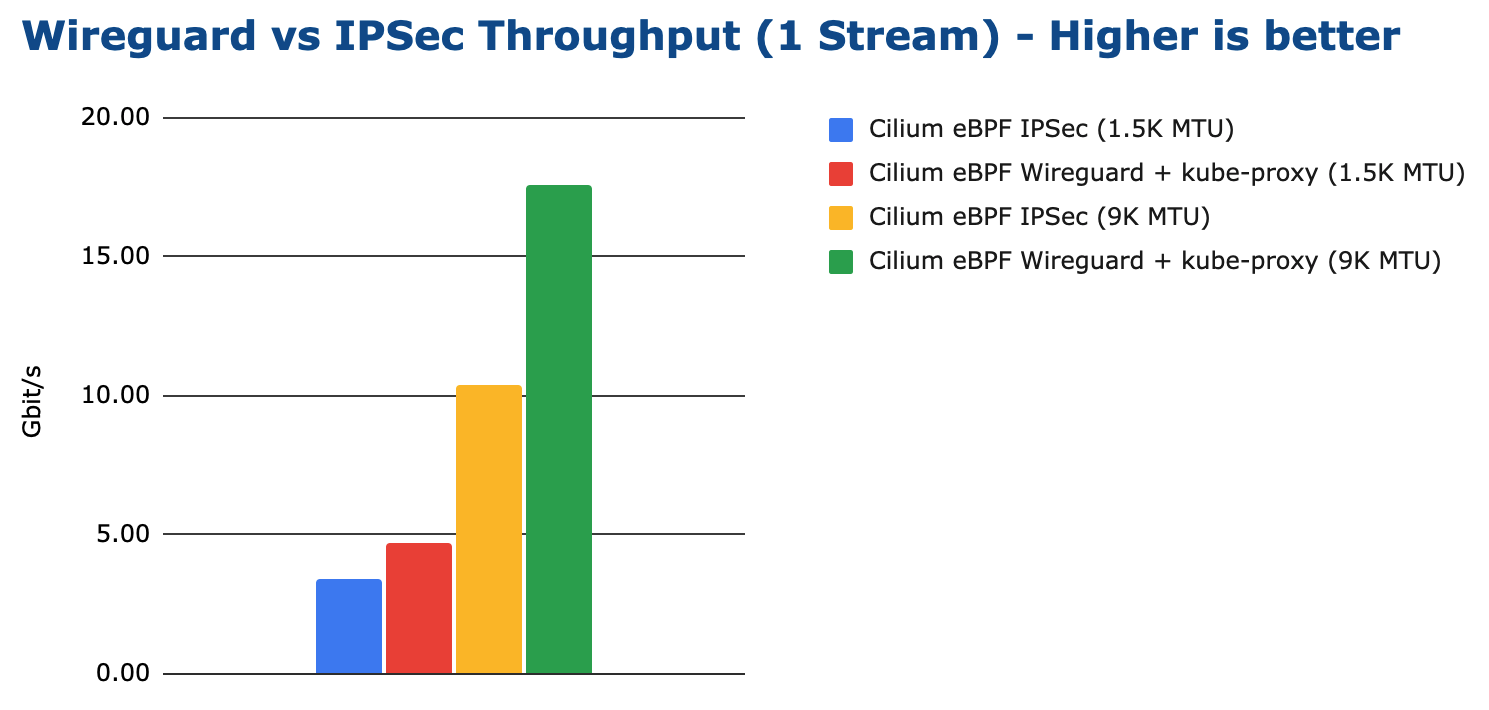 Wireguard vs IPSec Throughput (1 Stream) - Higher is better
20.00
15.00
10.00
5.00
0.00
Gbit/s
Cilium eBPF IPSec (1.5K MTU)
Cilium eBPF Wireguard + kube-proxy (1.5K MTU)
Cilium eBPF IPSec (9K MTU)
Cilium eBPF Wireguard + kube-proxy (9K MTU)